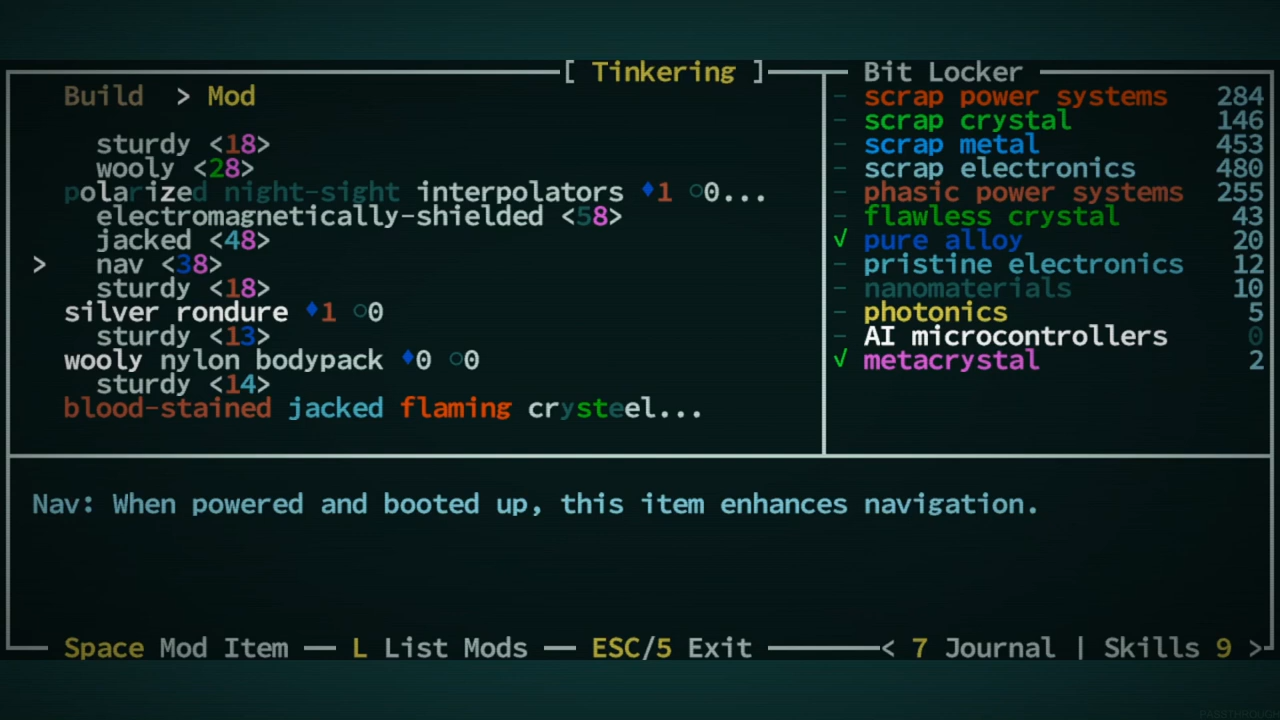 [ Tinkering ]
Build > Mod
sturdy <18>
wooly <28>
polarized night-sight interpolators ♦1 ○0...
electromagnetically-shielded <58>
jacked <48>
> nav <38>
sturdy <18>
silver rondure ♦1 ○0
sturdy <13>
wooly nylon bodypack ♦0 ○0
sturdy <14>
blood-stained jacked flaming crysteel...
Bit Locker
- scrap power systems 284
- scrap crystal 146
- scrap metal 453
- scrap electronics 480
- phasic power systems 255
- flawless crystal 43
√ pure alloy 20
- pristine electronics 12
- nanomaterials 10
- photonics 5
- AI microcontrollers 0
√ metacrystal 2
Nav: When powered and booted up, this item enhances navigation.
Space Mod Item — L List Mods — ESC/5 Exit
< 7 Journal | Skills 9 >